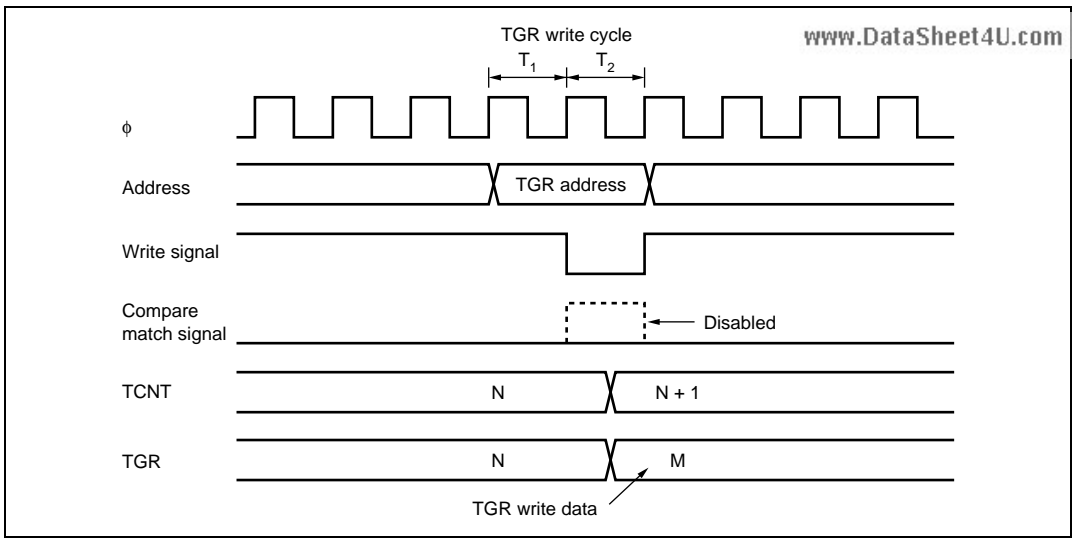 TGR write cycle
www.DataSheet4U.com
T1 T2
φ
Address
TGR address
Write signal
Compare
match signal
Disabled
TCNT N N + 1
TGR N M
TGR write data